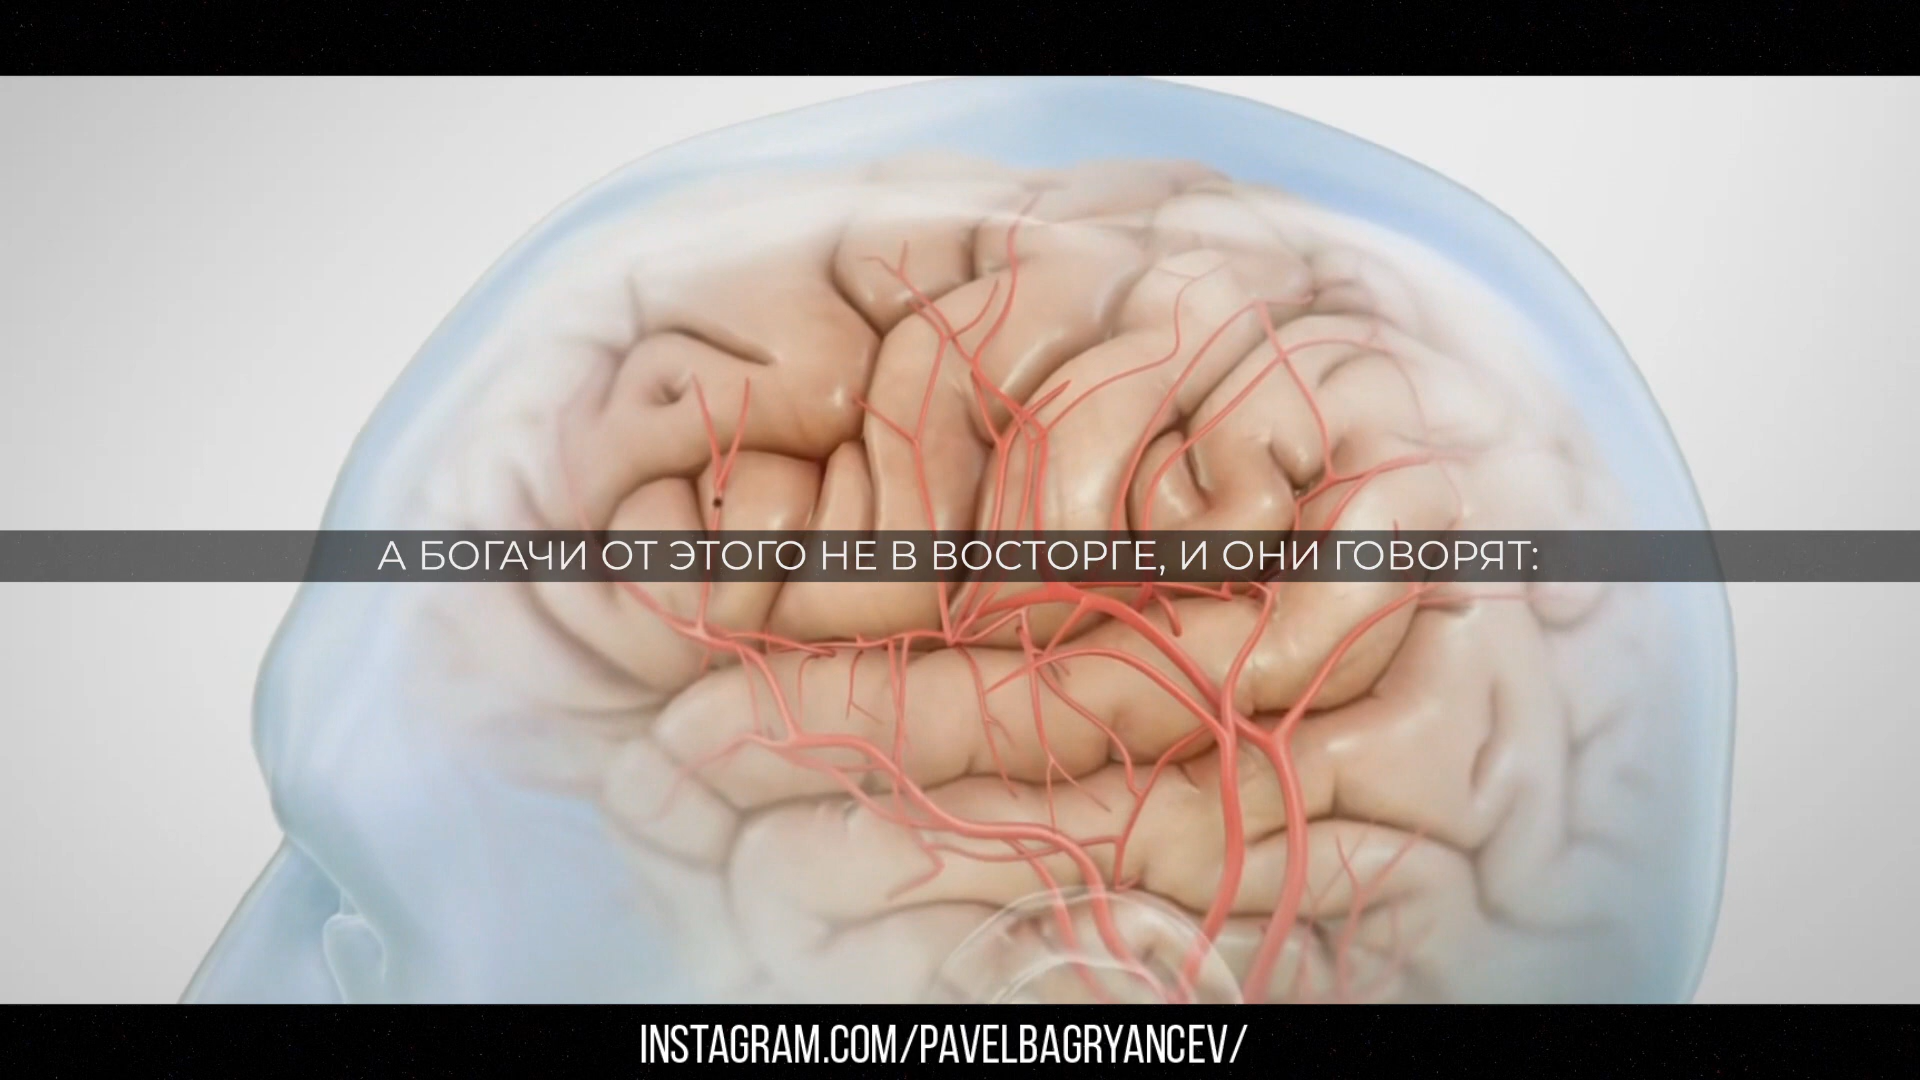 А БОГАЧИ ОТ ЭТОГО НЕ В ВОСТОРГЕ, И ОНИ ГОВОРЯТ:
INSTAGRAM.COM/PAVELBAGRYANCEV/